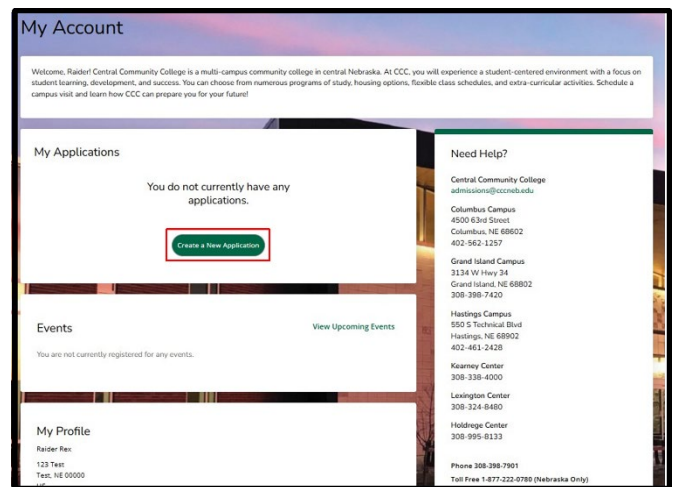 My Account
Welcome, Raider! Central Community College is a multi-campus community college in central Nebraska. At CCC, you will experience a student-centered environment with a focus on
student learning, development, and success. You can choose from numerous programs of study, housing options, flexible class schedules, and extra-curricular activities. Schedule a
campus visit and learn how CCC can prepare you for your future!
My Applications
You do not currently have any
applications.
Create a New Application
Events
View Upcoming Events
You are not currently registered for any events.
My Profile
Raider Rex
123 Test
Test, NE 00000
US
Need Help?
Central Community College
admissions@cccneb.edu
Columbus Campus
4500 63rd Street
Columbus, NE 68602
402-562-1257
Grand Island Campus
3134 W Hwy 34
Grand Island, NE 68802
308-398-7420
Hastings Campus
550 S Technical Blvd
Hastings, NE 68902
402-461-2428
Kearney Center
308-338-4000
Lexington Center
308-324-8480
Holdrege Center
308-995-8133
Phone 308-398-7901
Toll Free 1-877-222-0780 (Nebraska Only)